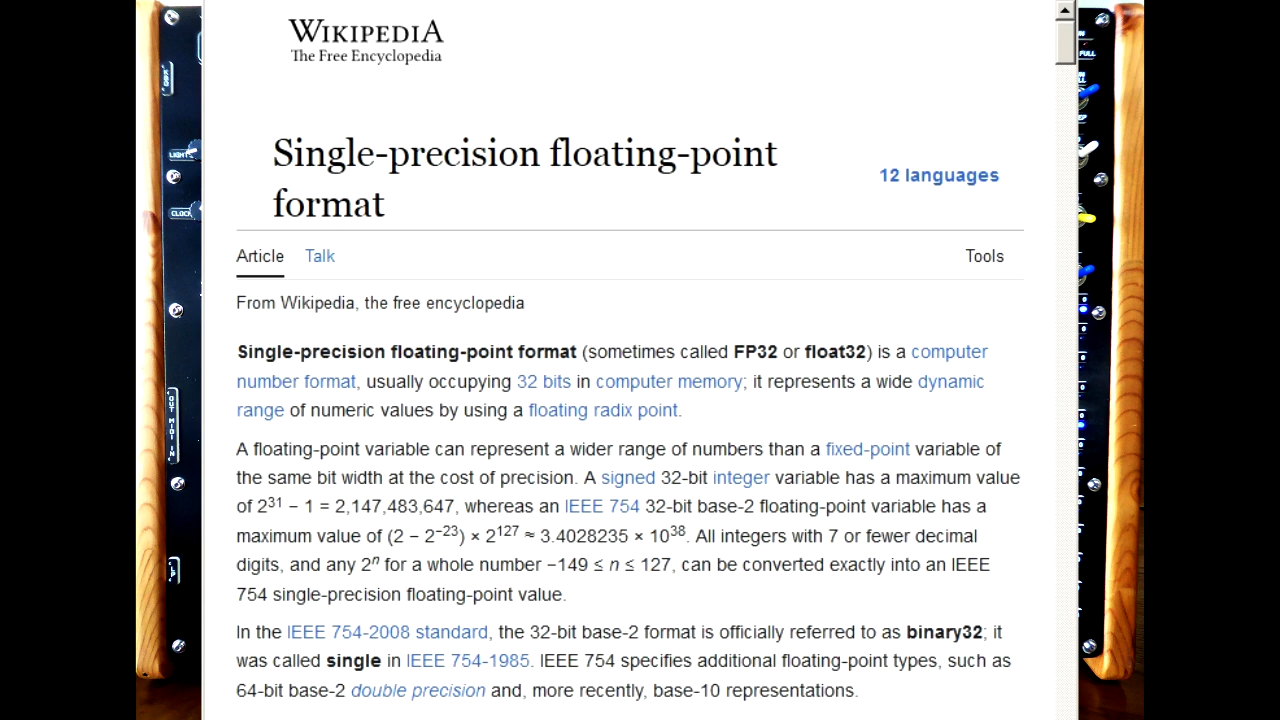 WIKIPEDIA
The Free Encyclopedia
Single-precision floating-point
format
12 languages
Article Talk Tools
From Wikipedia, the free encyclopedia
Single-precision floating-point format (sometimes called FP32 or float32) is a computer
number format, usually occupying 32 bits in computer memory; it represents a wide dynamic
range of numeric values by using a floating radix point.
A floating-point variable can represent a wider range of numbers than a fixed-point variable of
the same bit width at the cost of precision. A signed 32-bit integer variable has a maximum value
of 2³¹ − 1 = 2,147,483,647, whereas an IEEE 754 32-bit base-2 floating-point variable has a
maximum value of (2 − 2⁻²³) × 2¹²⁷ ≈ 3.4028235 × 10³⁸. All integers with 7 or fewer decimal
digits, and any 2ⁿ for a whole number −149 ≤ n ≤ 127, can be converted exactly into an IEEE
754 single-precision floating-point value.
In the IEEE 754-2008 standard, the 32-bit base-2 format is officially referred to as binary32; it
was called single in IEEE 754-1985. IEEE 754 specifies additional floating-point types, such as
64-bit base-2 double precision and, more recently, base-10 representations.
LIGHT
CLOCK
OUT MIDI IN
FULL